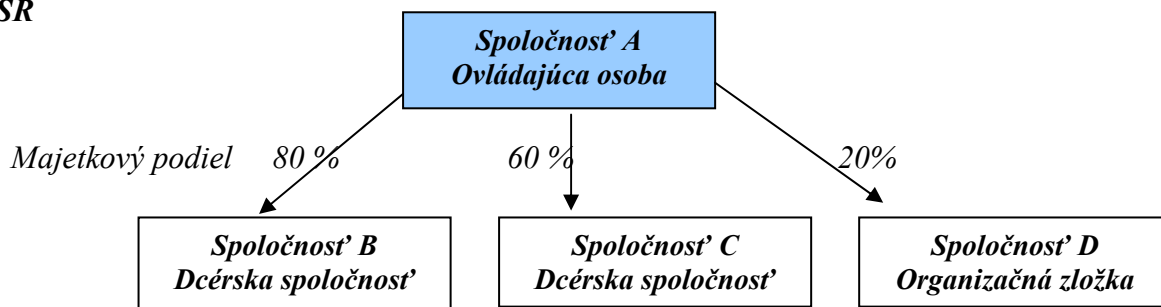 SR
Spoločnosť A
Ovládajúca osoba
Majetkový podiel 80 % 60 % 20%
Spoločnosť B
Dcérska spoločnosť
Spoločnosť C
Dcérska spoločnosť
Spoločnosť D
Organizačná zložka